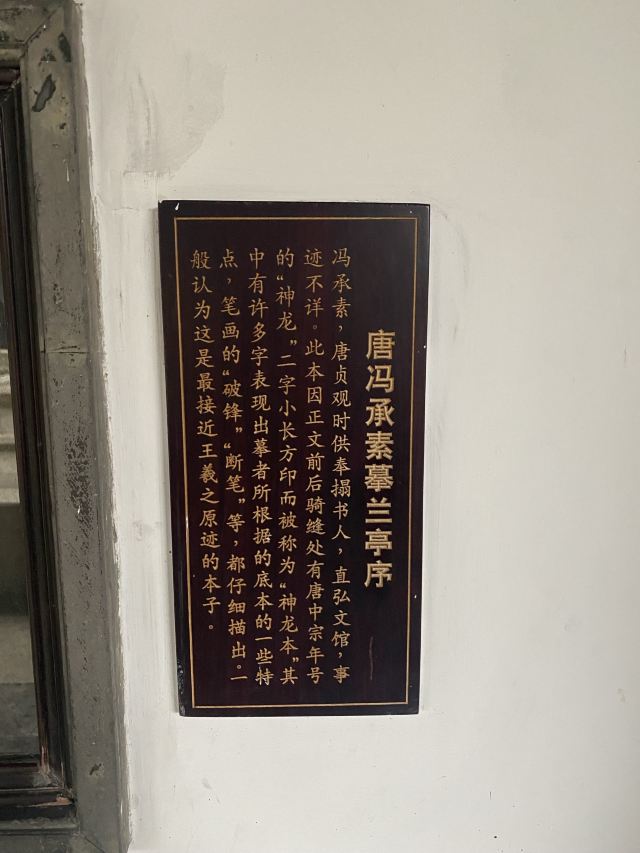 唐冯承素摹兰亭序
冯承素，唐贞观时供奉搨书人，直弘文馆，事
迹不详。此本因正文前后骑缝处有唐中宗年号
的“神龙”二字小长方印而被称为“神龙本”其
中有许多字表现出摹者所根据的底本的一些特
点，笔画的“破锋”“断笔”等，都仔细描出。一
般认为这是最接近王羲之原迹的本子。